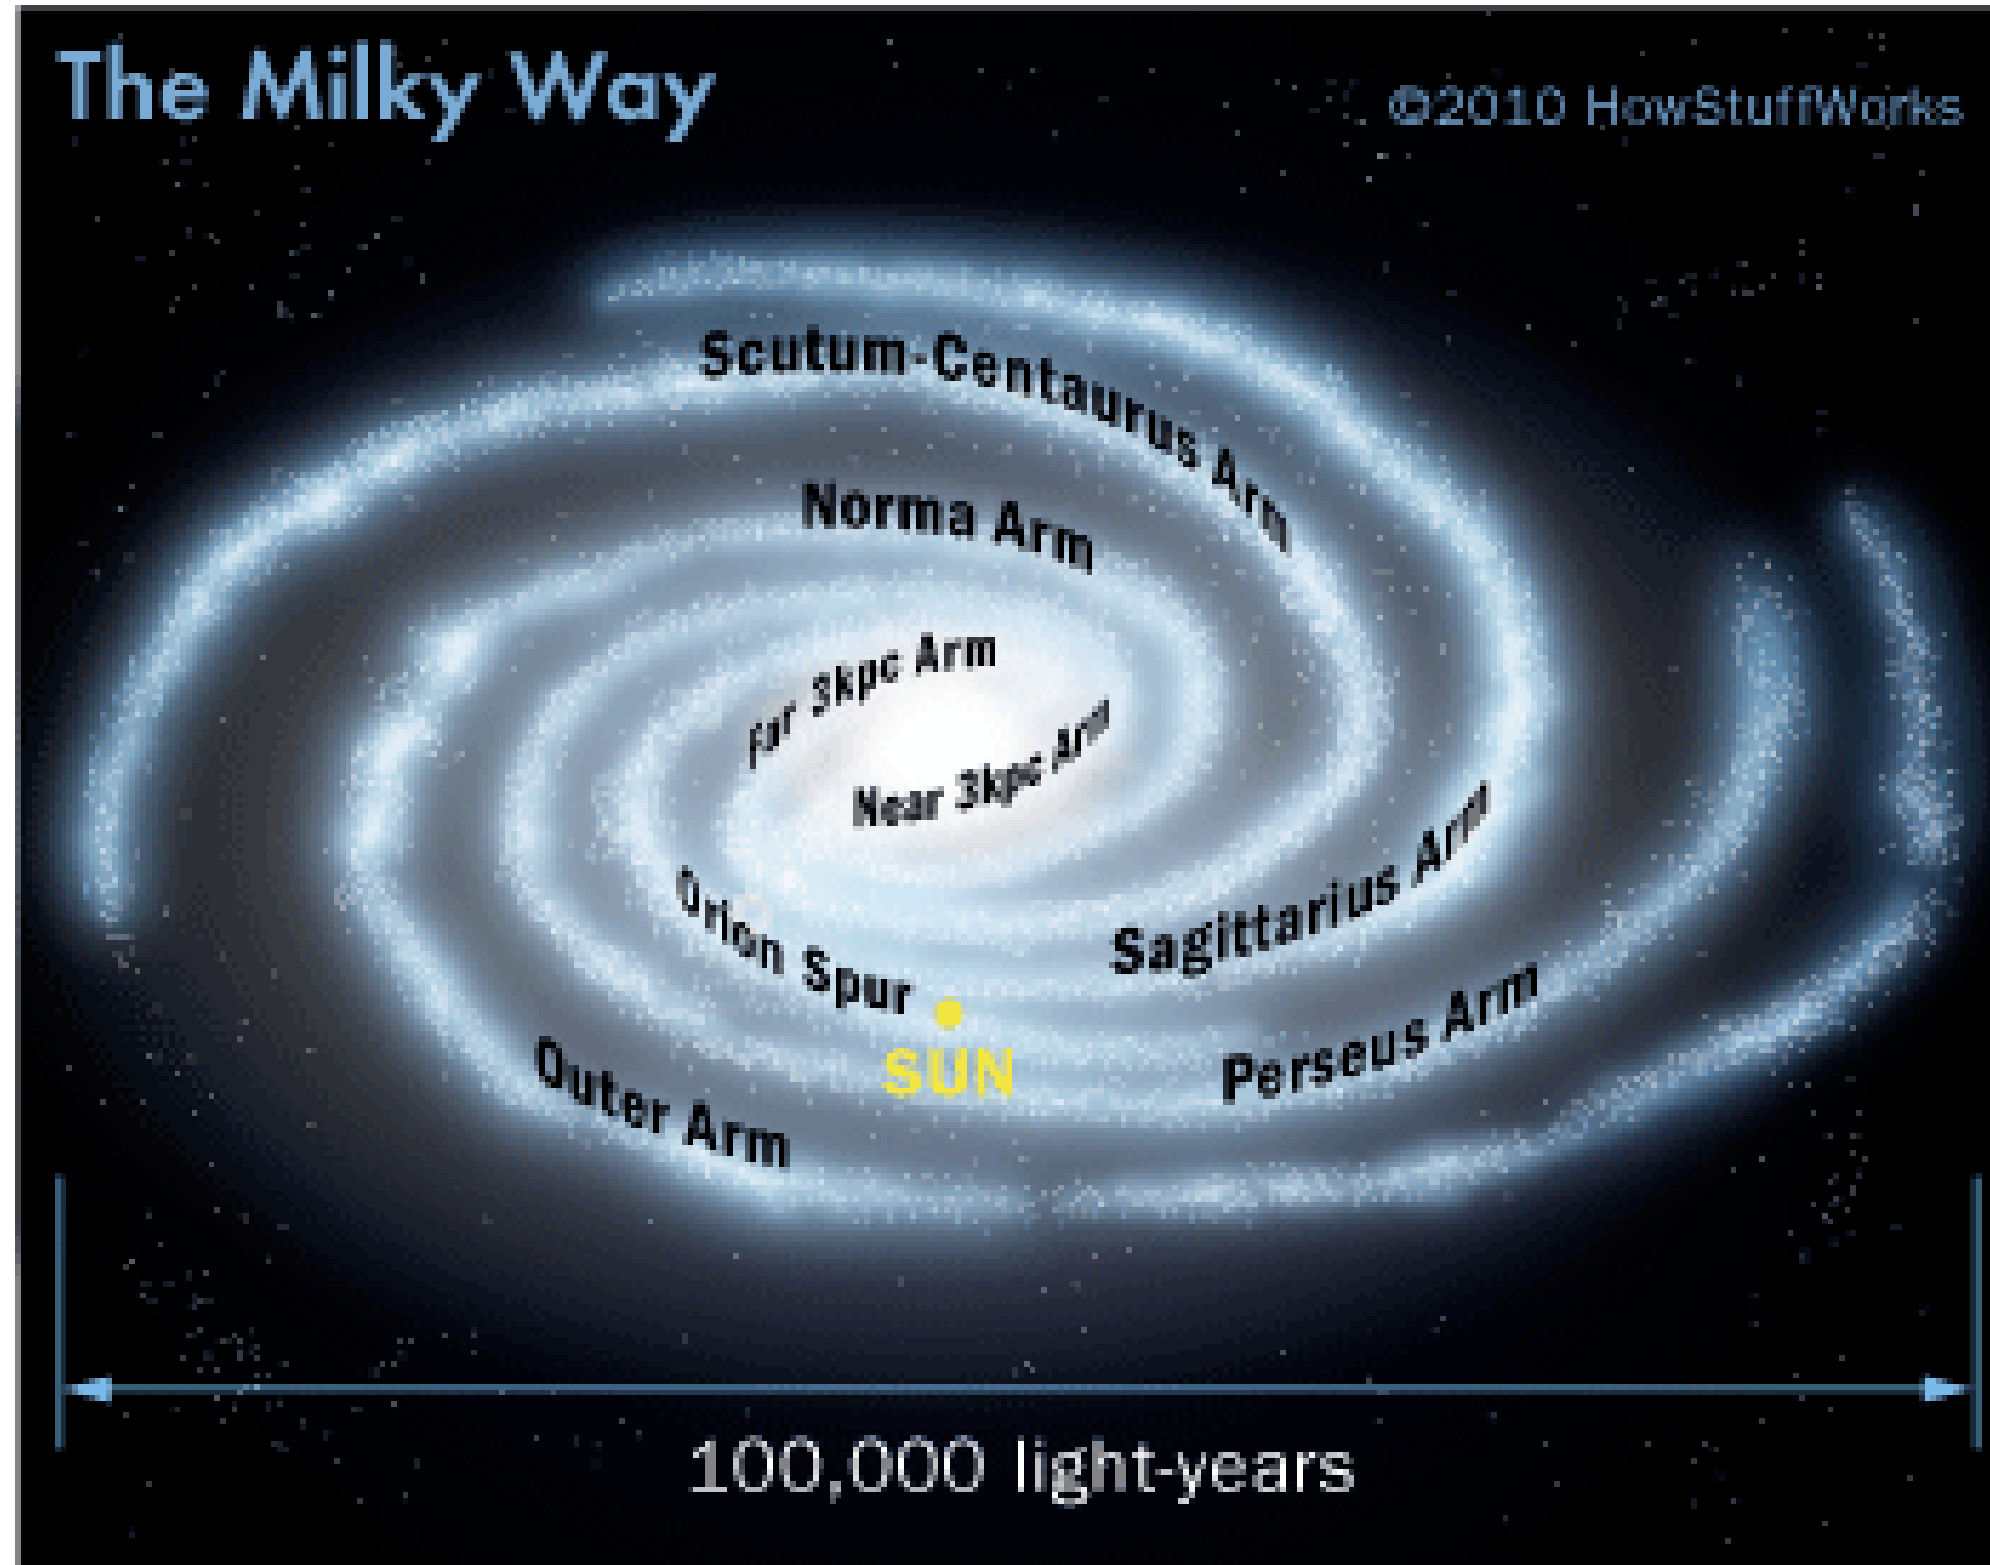 The Milky Way
©2010 HowStuffWorks
Scutum-Centaurus Arm
Norma Arm
Far 3kpc Arm
Near 3kpc Arm
Orion Spur
Sagittarius Arm
SUN
Perseus Arm
Outer Arm
100,000 light-years